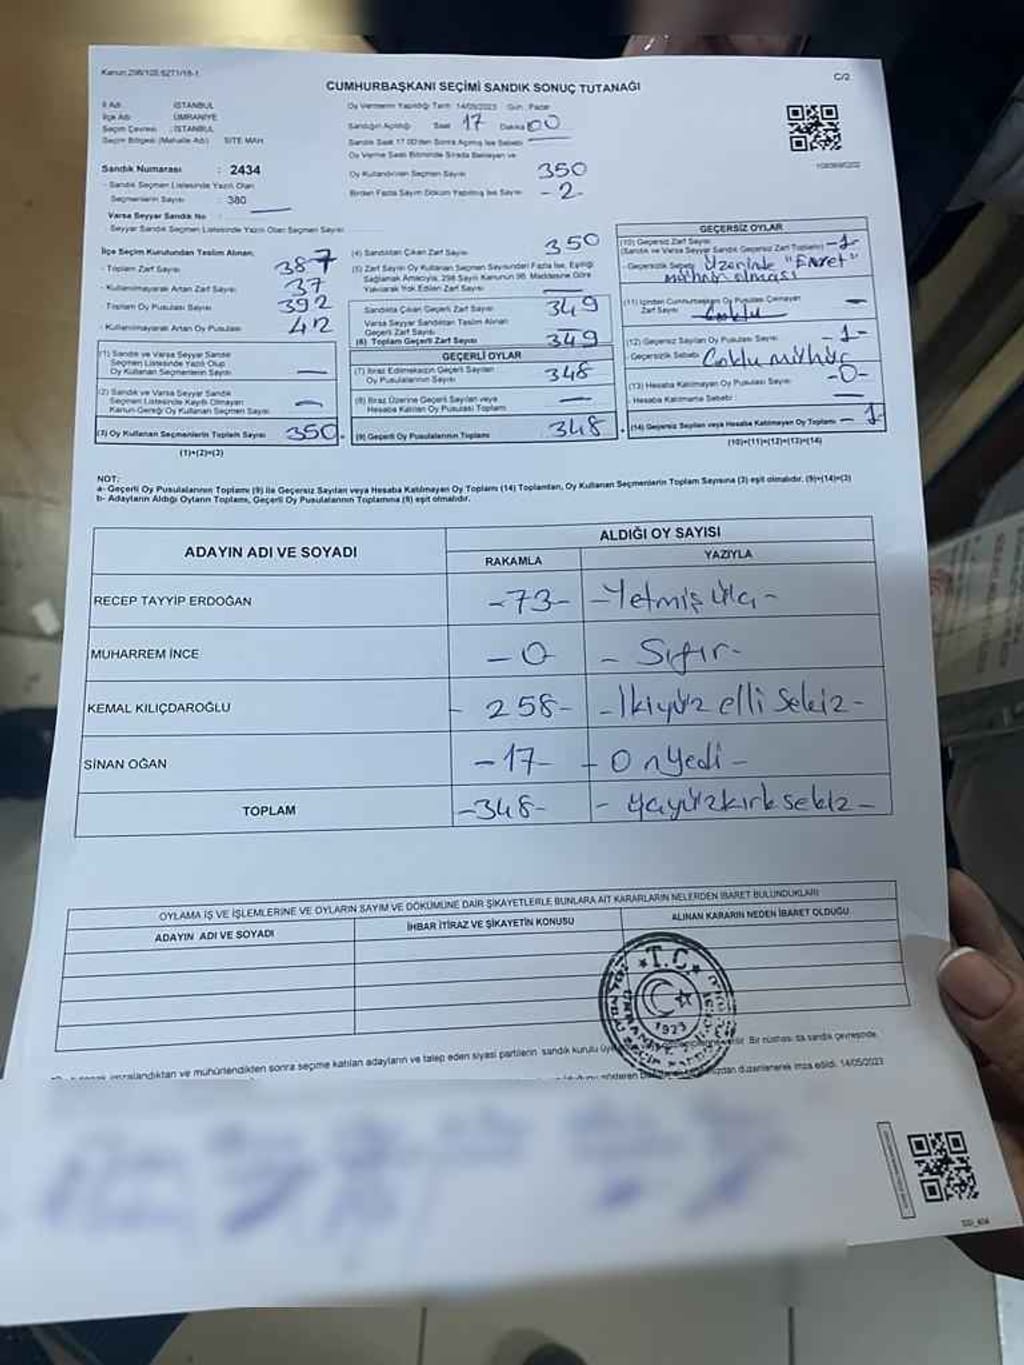 Kanun:298/105.6271/18-1
C/2
CUMHURBAŞKANI SEÇİMİ SANDIK SONUÇ TUTANAĞI
İl Adı : İSTANBUL
İlçe Adı : ÜMRANİYE
Seçim Çevresi : İSTANBUL
Seçim Bölgesi (Mahalle Adı) : SİTE MAH.
Sandık Numarası : 2434
- Sandık Seçmen Listesinde Yazılı Olan
Seçmenlerin Sayısı : 380
Varsa Seyyar Sandık No :
Seyyar Sandık Seçmen Listesinde Yazılı Olan Seçmenlerin Sayısı
Oy Vermenin Yapıldığı Tarih 14/05/2023 Gün : Pazar
Sandığın Açıldığı Saat 17 Dakika 00
Sandık Saat 17.00'den Sonra Açılmış İse Sebebi
Oy Verme Saati Bitiminde Sırada Bekleyen ve
Oy Kullandırılan Seçmen Sayısı 350
Birden Fazla Sayım Döküm Yapılmış İse Sayısı -2-
İlçe Seçim Kurulundan Teslim Alınan,
- Toplam Zarf Sayısı 387
- Kullanılmayarak Artan Zarf Sayısı 37
- Toplam Oy Pusulası Sayısı 392
- Kullanılmayarak Artan Oy Pusulası 42
(1) Sandık ve Varsa Seyyar Sandık
Seçmen Listesinde Yazılı Olup
Oy Kullanan Seçmenlerin Sayısı —
(2) Sandık ve Varsa Seyyar Sandık
Seçmen Listesinde Kayıtlı Olmayan
Kanun Gereği Oy Kullanan Seçmen Sayısı —
(3) Oy Kullanan Seçmenlerin Toplam Sayısı 350
(1)+(2)=(3)
(4) Sandıktan Çıkan Zarf Sayısı 350
(5) Zarf Sayısı Oy Kullanan Seçmen Sayısından Fazla İse, Eşitliği
Sağlamak Amacıyla, 298 Sayılı Kanunun 98. Maddesine Göre
Yakılarak Yok Edilen Zarf Sayısı —
Sandıkta Çıkan Geçerli Zarf Sayısı 349
Varsa Seyyar Sandıktan Teslim Alınan
Geçerli Zarf Sayısı —
(6) Toplam Geçerli Zarf Sayısı 349
GEÇERLİ OYLAR
(7) İtiraz Edilmeksizin Geçerli Sayılan
Oy Pusulalarının Sayısı 348
(8) İtiraz Üzerine Geçerli Sayılan veya
Hesaba Katılan Oy Pusulası Toplamı —
(9) Geçerli Oy Pusulalarının Toplamı 348
GEÇERSİZ OYLAR
(10) Geçersiz Zarf Sayısı
(Sandık ve Varsa Seyyar Sandık Geçersiz Zarf Toplamı) -1
- Geçersizlik Sebebi Üzerinde "Evet"
mührü olması
(11) İçinden Cumhurbaşkanı Oy Pusulası Çıkmayan
Zarf Sayısı —
(12) Geçersiz Sayılan Oy Pusulası Sayısı -1-
- Geçersizlik Sebebi Çoklu mühür
(13) Hesaba Katılmayan Oy Pusulası Sayısı -0-
- Hesaba Katılmama Sebebi : —
(14) Geçersiz Sayılan veya Hesaba Katılmayan Oy Toplamı
(10)+(11)+(12)+(13)=(14)
NOT:
a- Geçerli Oy Pusulalarının Toplamı (9) ile Geçersiz Sayılan veya Hesaba Katılmayan Oy Toplamı (14) Toplamları, Oy Kullanan Seçmenlerin Toplam Sayısına (3) eşit olmalıdır. (9)+(14)=(3)
b- Adayların Aldığı Oyların Toplamı, Geçerli Oy Pusulalarının Toplamına (9) eşit olmalıdır.
ADAYIN ADI VE SOYADI
ALDIĞI OY SAYISI
RAKAMLA YAZIYLA
RECEP TAYYİP ERDOĞAN -73- -Yetmiş üç-
MUHARREM İNCE -0 - Sıfır-
KEMAL KILIÇDAROĞLU - 258- -İkiyüz elli sekiz-
SİNAN OĞAN -17- - Onyedi -
TOPLAM -348- - üçyüzkırk sekiz-
OYLAMA İŞ VE İŞLEMLERİNE VE OYLARIN SAYIM VE DÖKÜMÜNE DAİR ŞİKAYETLERLE BUNLARA AİT KARARLARIN NELERDEN İBARET BULUNDUKLARI
ADAYIN ADI VE SOYADI
İHBAR İTİRAZ VE ŞİKAYETİN KONUSU
ALINAN KARARIN NEDEN İBARET OLDUĞU
T.C.
1923
imzalandıktan ve mühürlendikten sonra seçime katılan adayların ve talep eden siyasi partilerin sandık kurulu
Bir nüshası da sandık çevresinde,
düzenlenerek imza edildi. 14/05/2023